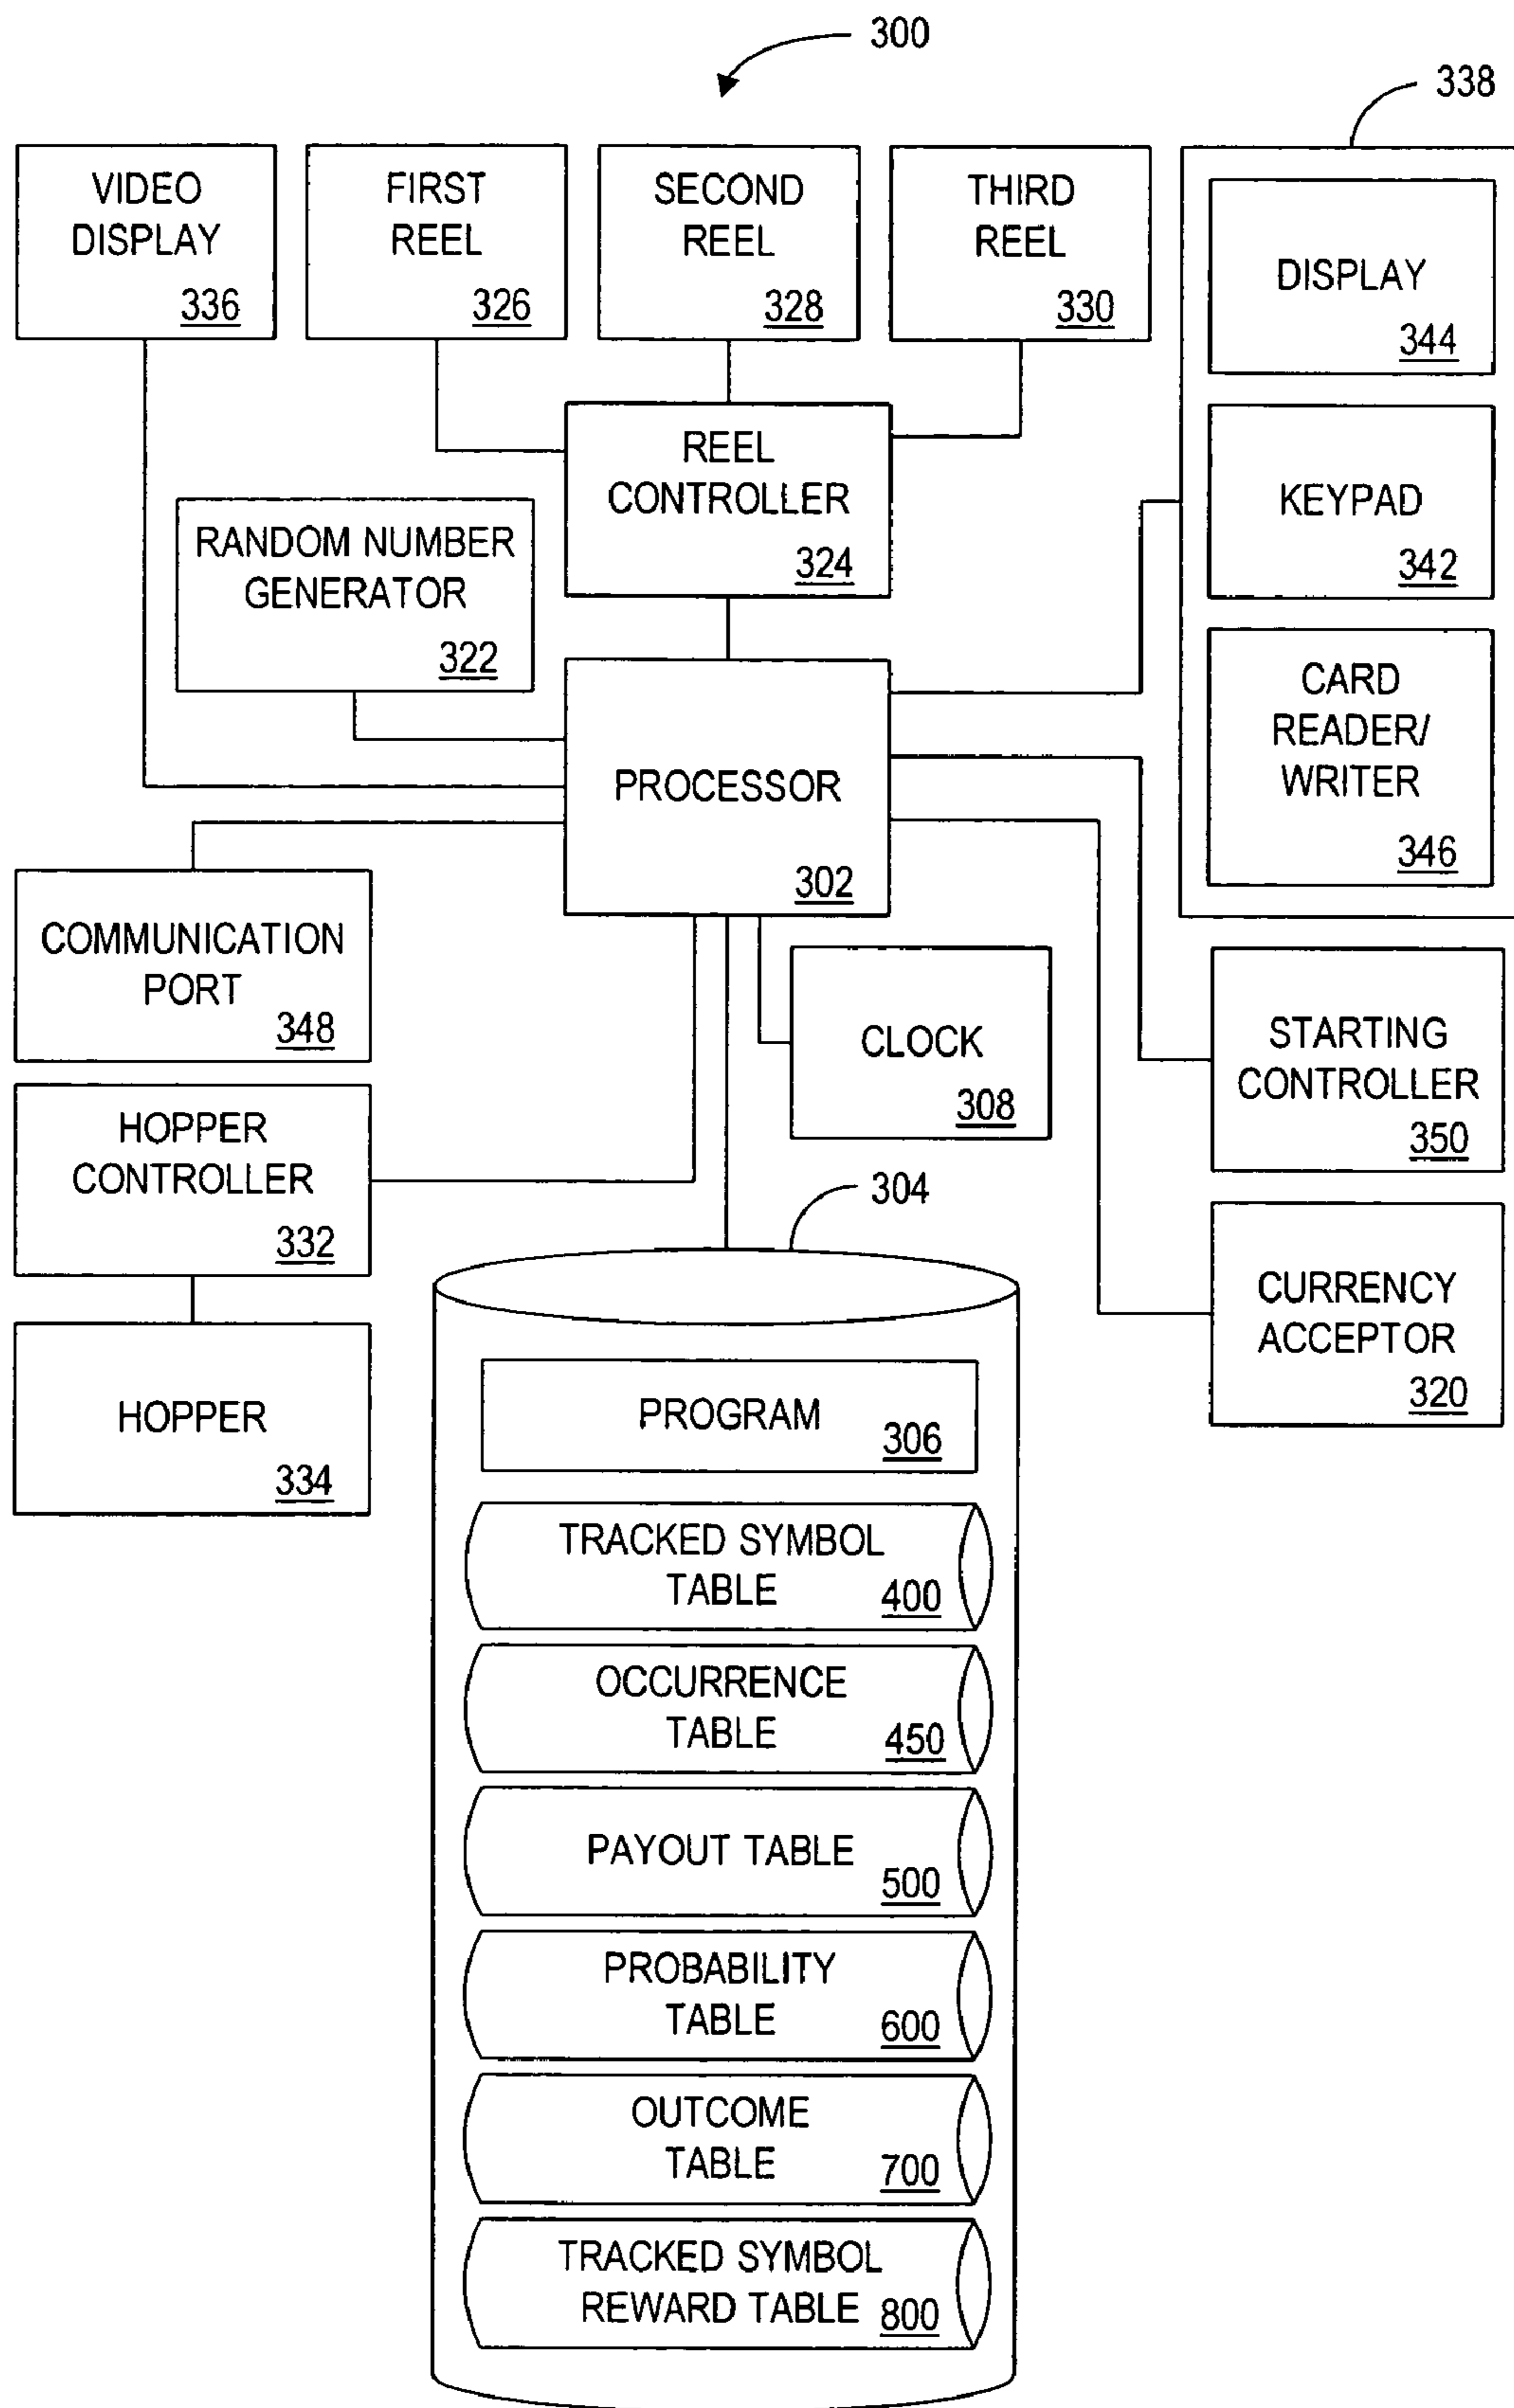 300
338
VIDEO
DISPLAY
336
FIRST
REEL
326
SECOND
REEL
328
THIRD
REEL
330
DISPLAY
344
KEYPAD
342
CARD
READER/
WRITER
346
REEL
CONTROLLER
324
RANDOM NUMBER
GENERATOR
322
PROCESSOR
302
COMMUNICATION
PORT
348
CLOCK
308
STARTING
CONTROLLER
350
HOPPER
CONTROLLER
332
304
CURRENCY
ACCEPTOR
320
HOPPER
334
PROGRAM
306
TRACKED SYMBOL
TABLE
400
OCCURRENCE
TABLE
450
PAYOUT TABLE
500
PROBABILITY
TABLE
600
OUTCOME
TABLE
700
TRACKED SYMBOL
REWARD TABLE
800